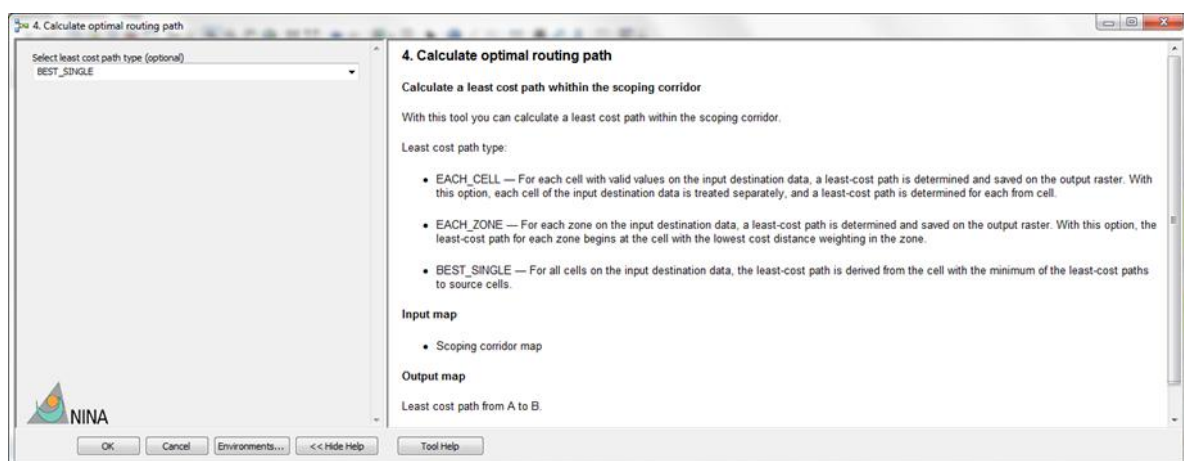 4. Calculate optimal routing path
Select least cost path type (optional)
BEST_SINGLE
NINA
4. Calculate optimal routing path
Calculate a least cost path whithin the scoping corridor
With this tool you can calculate a least cost path within the scoping corridor.
Least cost path type:
• EACH_CELL — For each cell with valid values on the input destination data, a least-cost path is determined and saved on the output raster. With
this option, each cell of the input destination data is treated separately, and a least-cost path is determined for each from cell.
• EACH_ZONE — For each zone on the input destination data, a least-cost path is determined and saved on the output raster. With this option, the
least-cost path for each zone begins at the cell with the lowest cost distance weighting in the zone.
• BEST_SINGLE — For all cells on the input destination data, the least-cost path is derived from the cell with the minimum of the least-cost paths
to source cells.
Input map
• Scoping corridor map
Output map
Least cost path from A to B.
OK Cancel Environments... << Hide Help Tool Help